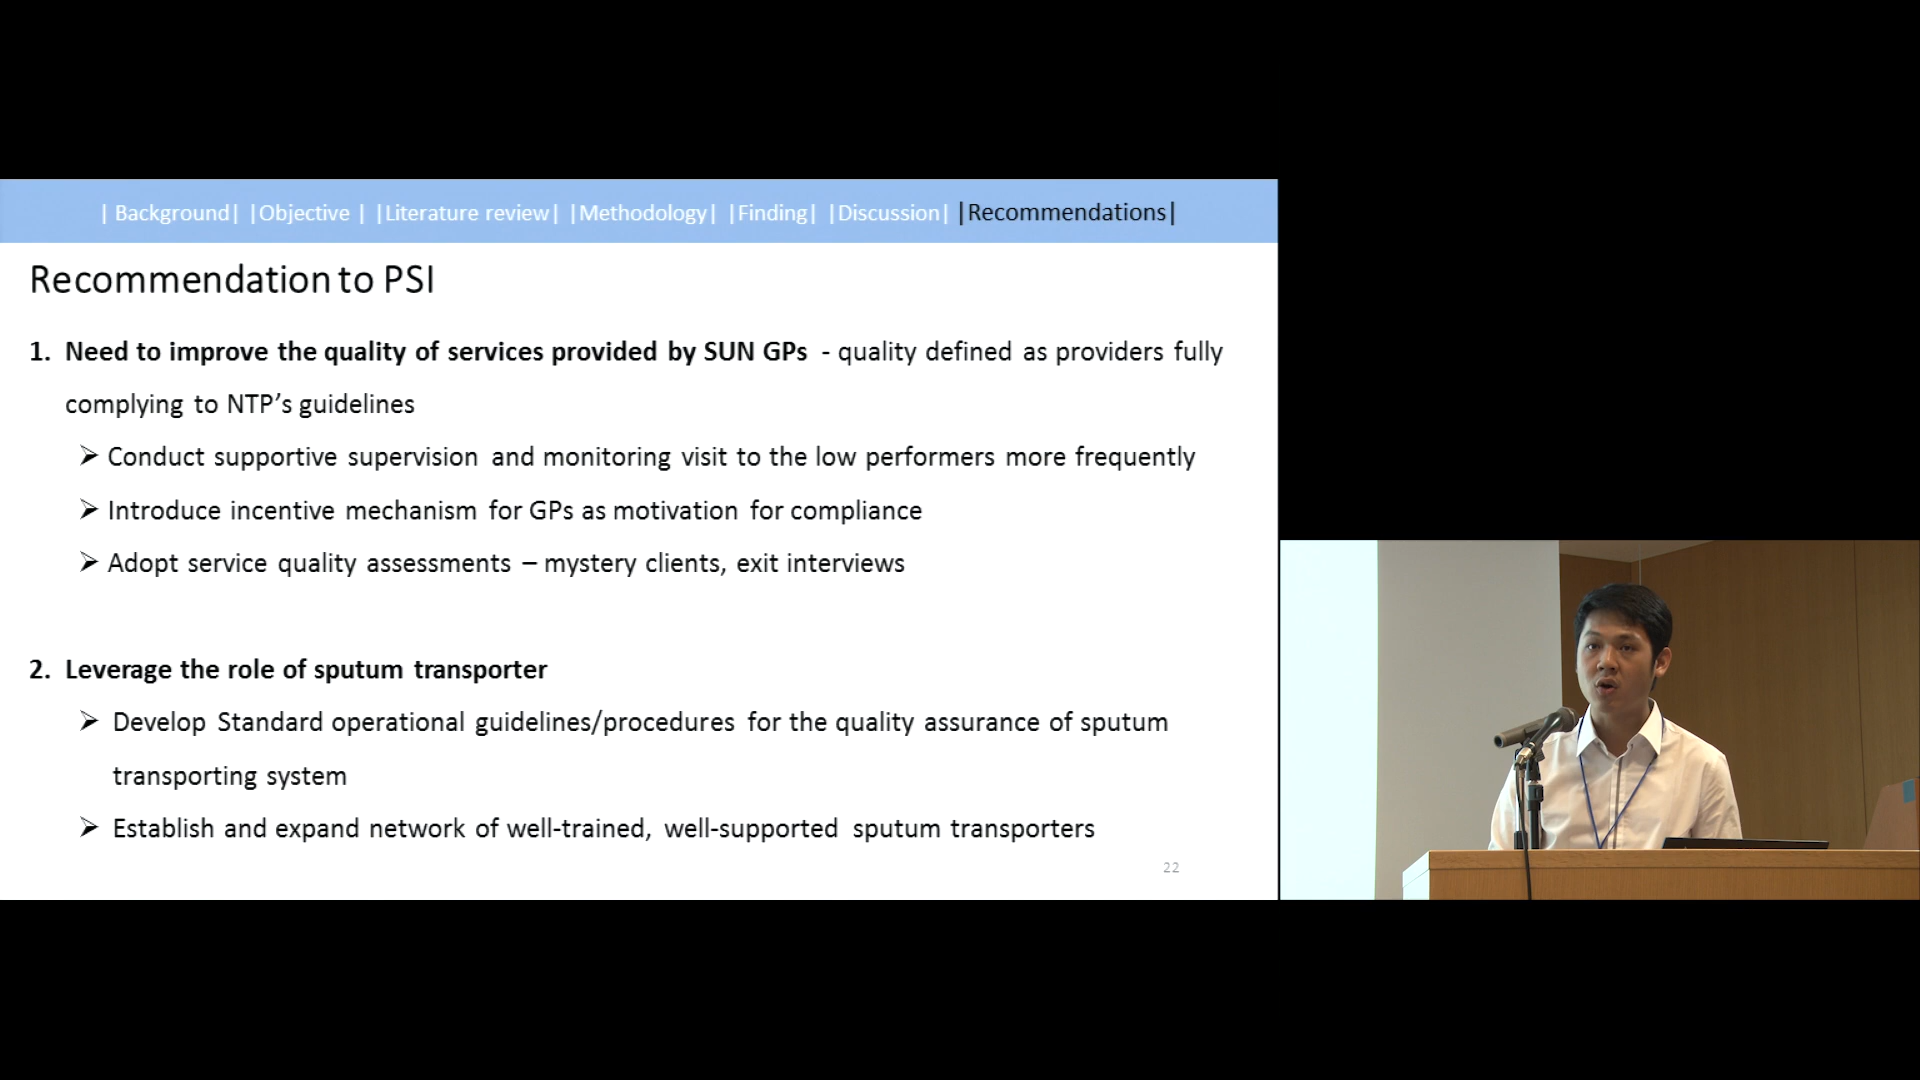 | Background| |Objective | |Literature review| |Methodology| |Finding| |Discussion| |Recommendations|
Recommendation to PSI
1. Need to improve the quality of services provided by SUN GPs - quality defined as providers fully
complying to NTP’s guidelines
➢ Conduct supportive supervision and monitoring visit to the low performers more frequently
➢ Introduce incentive mechanism for GPs as motivation for compliance
➢ Adopt service quality assessments – mystery clients, exit interviews
2. Leverage the role of sputum transporter
➢ Develop Standard operational guidelines/procedures for the quality assurance of sputum
transporting system
➢ Establish and expand network of well-trained, well-supported sputum transporters
22